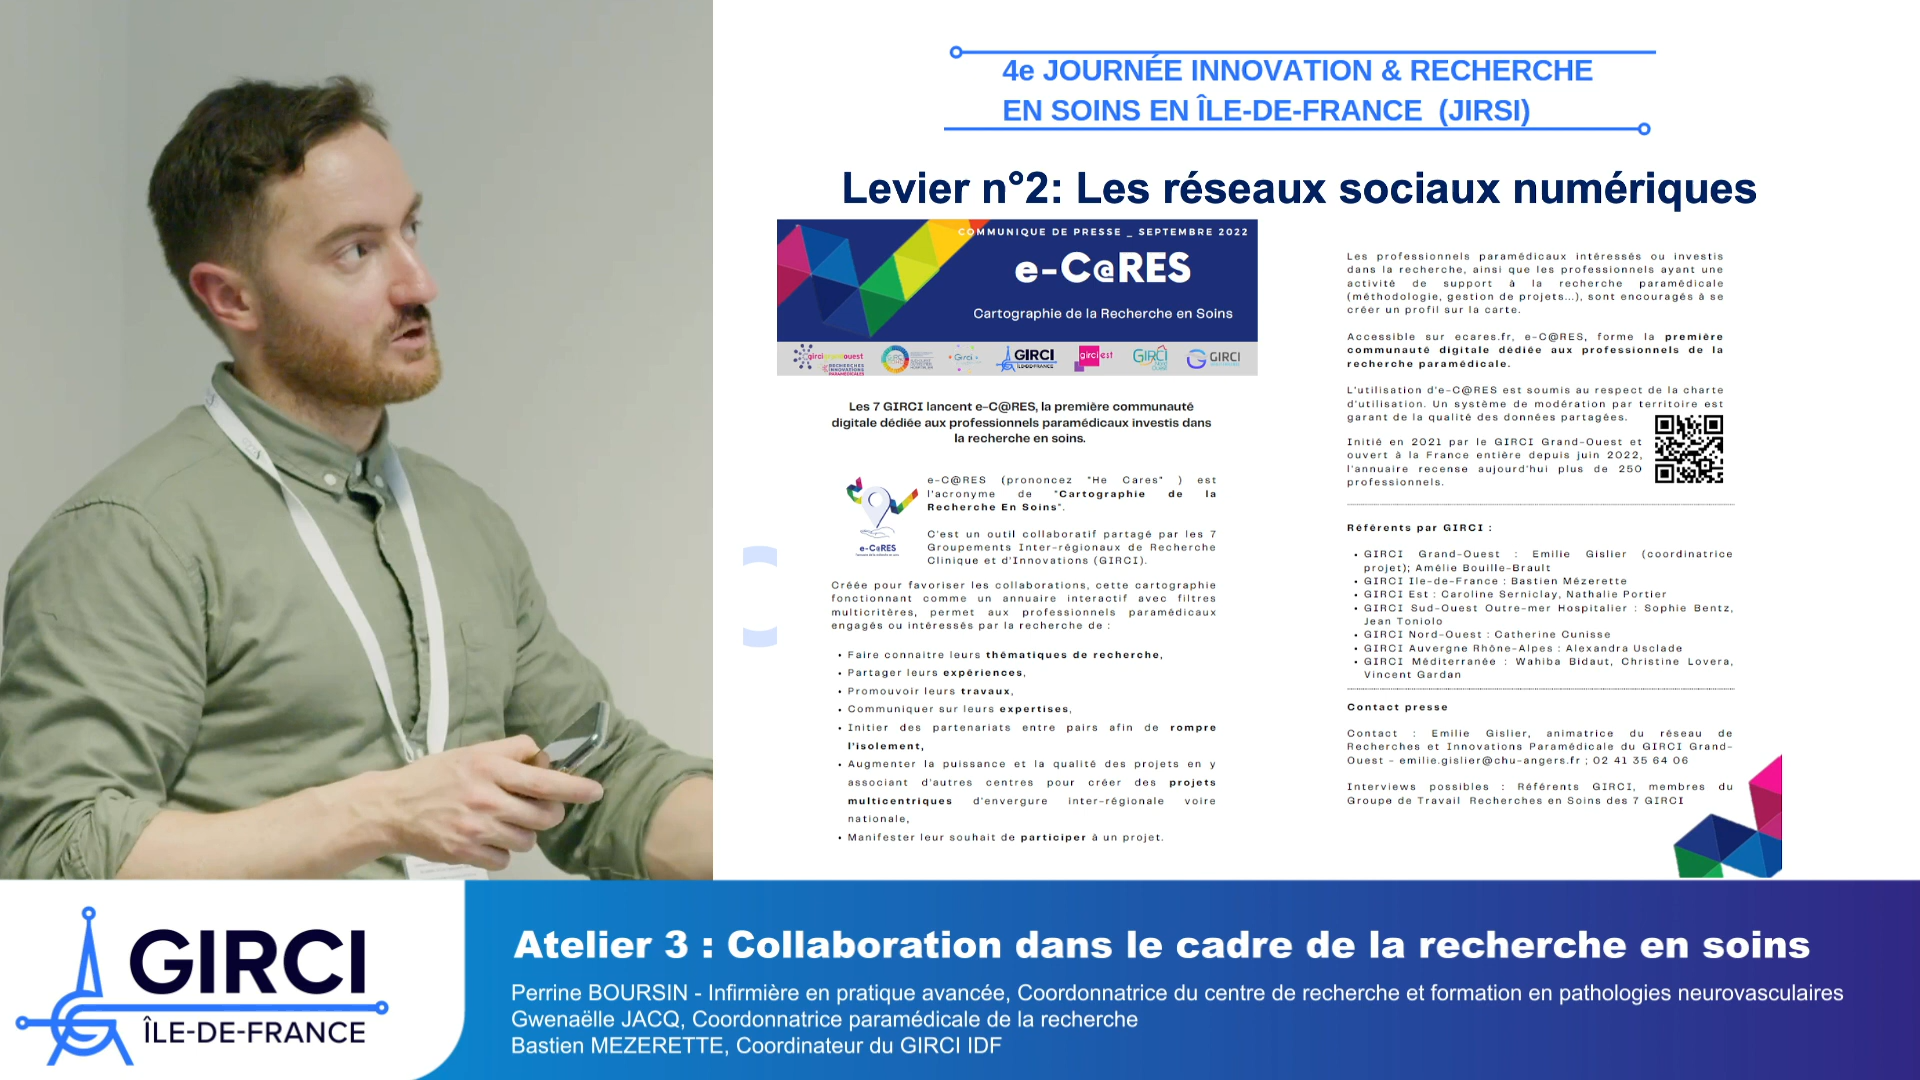 4e JOURNÉE INNOVATION & RECHERCHE
EN SOINS EN ÎLE-DE-FRANCE (JIRSI)
Levier n°2: Les réseaux sociaux numériques
COMMUNIQUE DE PRESSE _ SEPTEMBRE 2022
e-C@RES
Cartographie de la Recherche en Soins
GIRCI
girci est
GIRCI
GIRCI
Les 7 GIRCI lancent e-C@RES, la première communauté
digitale dédiée aux professionnels paramédicaux investis dans
la recherche en soins.
e-C@RES
e-C@RES (prononcez "He Cares" ) est
l'acronyme de "Cartographie de la
Recherche En Soins".
C'est un outil collaboratif partagé par les 7
Groupements Inter-régionaux de Recherche
Clinique et d'Innovations (GIRCI).
Créée pour favoriser les collaborations, cette cartographie
fonctionnant comme un annuaire interactif avec filtres
multicritères, permet aux professionnels paramédicaux
engagés ou intéressés par la recherche de :
• Faire connaitre leurs thématiques de recherche,
• Partager leurs expériences,
• Promouvoir leurs travaux,
• Communiquer sur leurs expertises,
• Initier des partenariats entre pairs afin de rompre
l'isolement,
• Augmenter la puissance et la qualité des projets en y
associant d'autres centres pour créer des projets
multicentriques d'envergure inter-régionale voire
nationale,
• Manifester leur souhait de participer à un projet.
Les professionnels paramédicaux intéressés ou investis
dans la recherche, ainsi que les professionnels ayant une
activité de support à la recherche paramédicale
(méthodologie, gestion de projets...), sont encouragés à se
créer un profil sur la carte.
Accessible sur ecares.fr, e-C@RES, forme la première
communauté digitale dédiée aux professionnels de la
recherche paramédicale.
L'utilisation d'e-C@RES est soumis au respect de la charte
d'utilisation. Un système de modération par territoire est
garant de la qualité des données partagées.
Initié en 2021 par le GIRCI Grand-Ouest et
ouvert à la France entière depuis juin 2022,
l'annuaire recense aujourd'hui plus de 250
professionnels.
Référents par GIRCI :
• GIRCI Grand-Ouest : Emilie Gislier (coordinatrice
projet); Amélie Bouille-Brault
• GIRCI Ile-de-France : Bastien Mézerette
• GIRCI Est : Caroline Serniclay, Nathalie Portier
• GIRCI Sud-Ouest Outre-mer Hospitalier : Sophie Bentz,
Jean Toniolo
• GIRCI Nord-Ouest : Catherine Cunisse
• GIRCI Auvergne Rhône-Alpes : Alexandra Usclade
• GIRCI Méditerranée : Wahiba Bidaut, Christine Lovera,
Vincent Gardan
Contact presse
Contact : Emilie Gislier, animatrice du réseau de
Recherches et Innovations Paramédicale du GIRCI Grand-
Ouest – emilie.gislier@chu-angers.fr ; 02 41 35 64 06
Interviews possibles : Référents GIRCI, membres du
Groupe de Travail Recherches en Soins des 7 GIRCI
GIRCI
ÎLE-DE-FRANCE
Atelier 3 : Collaboration dans le cadre de la recherche en soins
Perrine BOURSIN - Infirmière en pratique avancée, Coordonnatrice du centre de recherche et formation en pathologies neurovasculaires
Gwenaëlle JACQ, Coordonnatrice paramédicale de la recherche
Bastien MEZERETTE, Coordinateur du GIRCI IDF